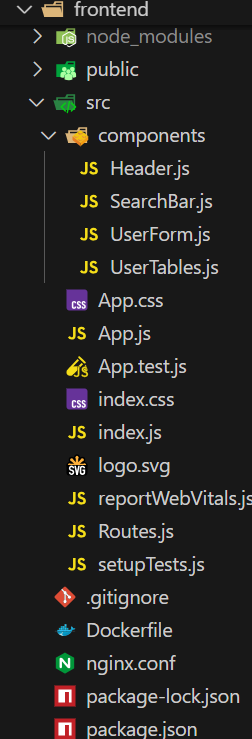 frontend
node_modules
public
src
components
JS Header.js
JS SearchBar.js
JS UserForm.js
JS UserTables.js
CSS App.css
JS App.js
App.test.js
CSS index.css
JS index.js
SVG logo.svg
JS reportWebVitals.js
JS Routes.js
JS setupTests.js
.gitignore
Dockerfile
N nginx.conf
package-lock.json
package.json